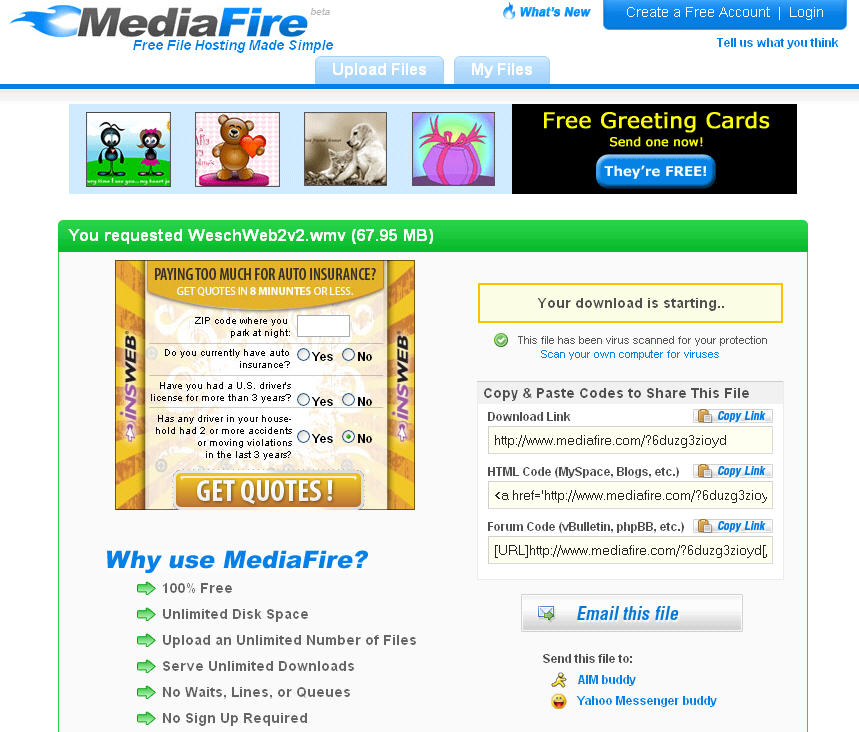 MediaFire beta
Free File Hosting Made Simple
What's New
Create a Free Account | Login
Tell us what you think
Upload Files
My Files
Free Greeting Cards
Send one now!
They're FREE!
You requested WeschWeb2v2.wmv (67.95 MB)
PAYING TOO MUCH FOR AUTO INSURANCE?
GET QUOTES IN 8 MINUNTES OR LESS.
INSWEB
ZIP code where you
park at night:
Do you currently have auto
insurance?
Yes No
Have you had a U.S. driver's
license for more than 3 years?
Yes No
Has any driver in your house-
hold had 2 or more accidents
or moving violations
in the last 3 years?
Yes No
INSWEB
GET QUOTES !
Your download is starting..
This file has been virus scanned for your protection
Scan your own computer for viruses
Copy & Paste Codes to Share This File
Download Link
Copy Link
http://www.mediafire.com/?6duzg3zioyd
HTML Code (MySpace, Blogs, etc.)
Copy Link
<a href='http://www.mediafire.com/?6duzg3zioy
Forum Code (vBulletin, phpBB, etc.)
Copy Link
[URL]http://www.mediafire.com/?6duzg3zioyd[
Email this file
Send this file to:
AIM buddy
Yahoo Messenger buddy
Why use MediaFire?
100% Free
Unlimited Disk Space
Upload an Unlimited Number of Files
Serve Unlimited Downloads
No Waits, Lines, or Queues
No Sign Up Required